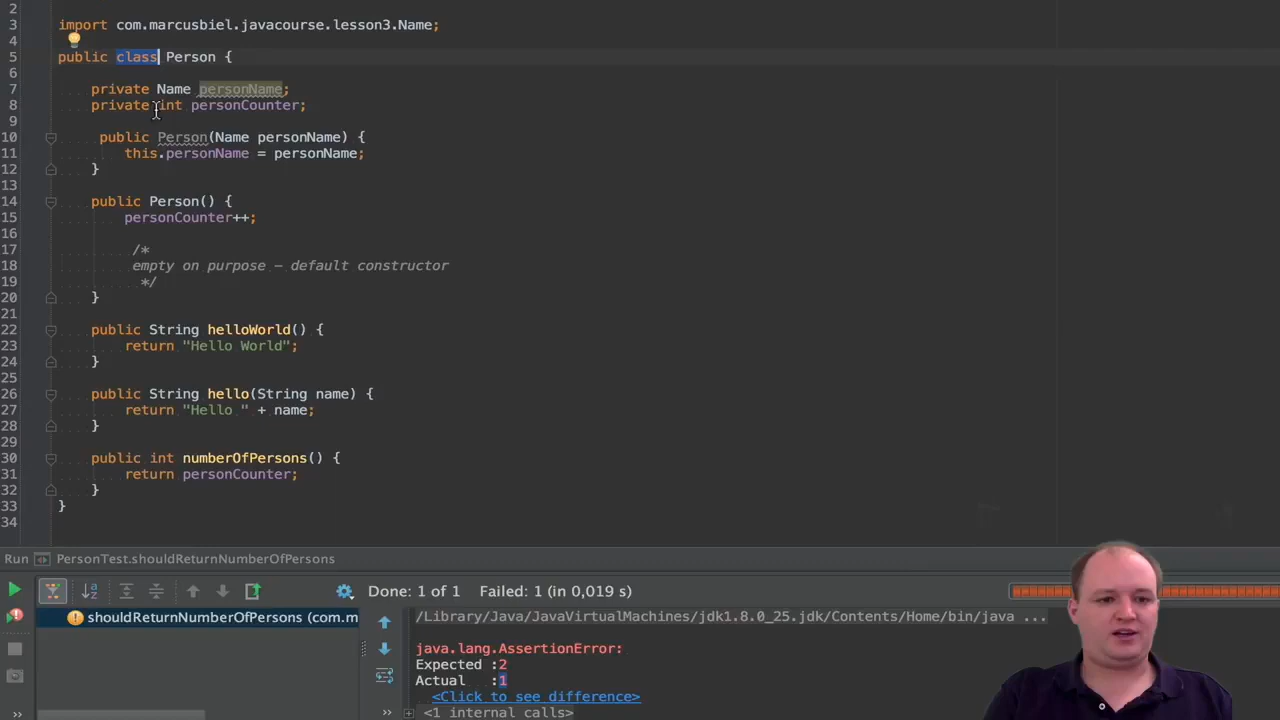 2
3 import com.marcusbiel.javacourse.lesson3.Name;
4
5 public class Person {
6
7 private Name personName;
8 private int personCounter;
9
10 public Person(Name personName) {
11 this.personName = personName;
12 }
13
14 public Person() {
15 personCounter++;
16
17 /*
18 empty on purpose – default constructor
19 */
20 }
21
22 public String helloWorld() {
23 return "Hello World";
24 }
25
26 public String hello(String name) {
27 return "Hello " + name;
28 }
29
30 public int numberOfPersons() {
31 return personCounter;
32 }
33 }
34
Run PersonTest.shouldReturnNumberOfPersons
Done: 1 of 1 Failed: 1 (in 0,019 s)
shouldReturnNumberOfPersons (com.m
/Library/Java/JavaVirtualMachines/jdk1.8.0_25.jdk/Contents/Home/bin/java ...
java.lang.AssertionError:
Expected :2
Actual :1
<Click to see difference>
<1 internal calls>